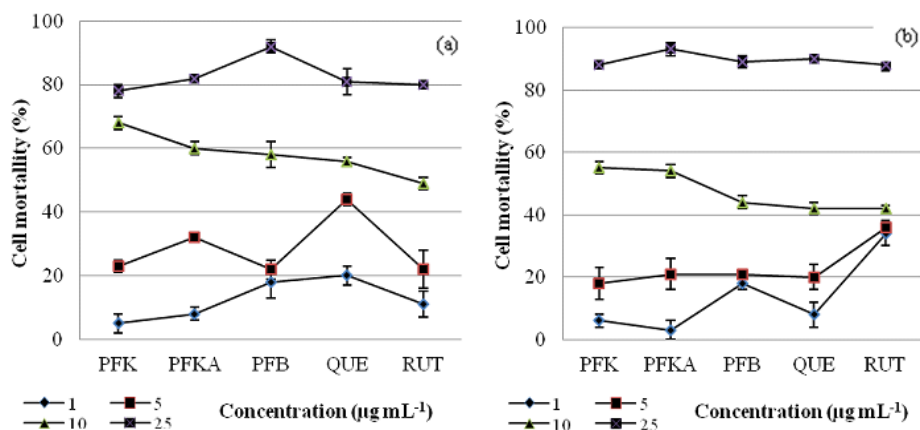 (a)
Cell mortallity (%)
100
80
60
40
20
0
PFK PFKA PFB QUE RUT
1 5
10 25
Concentration (µg mL-1)
(b)
Cell mortallity (%)
100
80
60
40
20
0
PFK PFKA PFB QUE RUT
1 5
10 25
Concentration (µg mL-1)